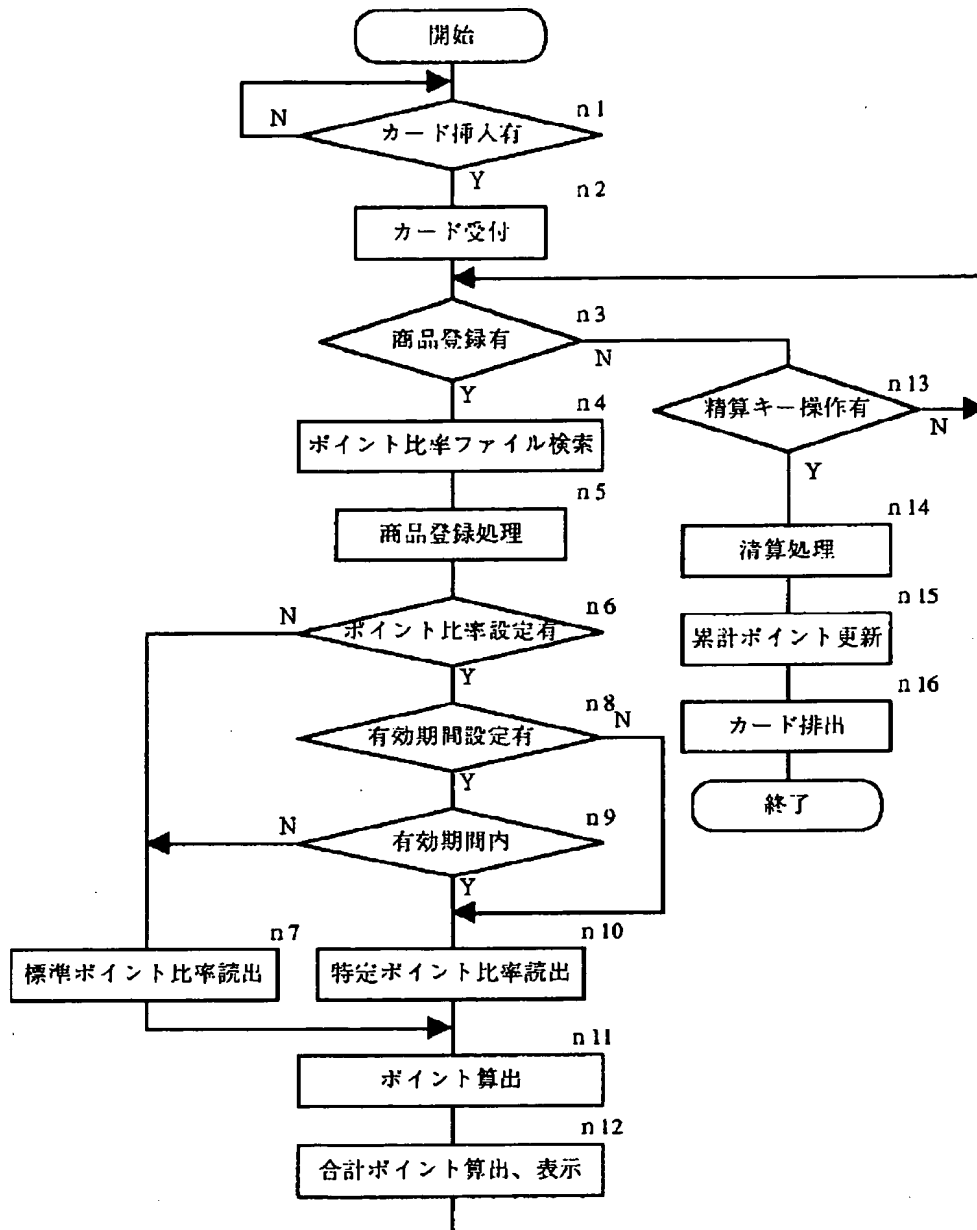 開始
n1
カード挿入有
N
Y
n2
カード受付
n3
商品登録有
N
Y
n13
精算キー操作有
N
Y
n4
ポイント比率ファイル検索
n5
商品登録処理
n14
清算処理
n6
ポイント比率設定有
N
Y
n15
累計ポイント更新
n8
有効期間設定有
N
Y
n16
カード排出
終了
n9
有効期間内
N
Y
n7
標準ポイント比率読出
n10
特定ポイント比率読出
n11
ポイント算出
n12
合計ポイント算出、表示